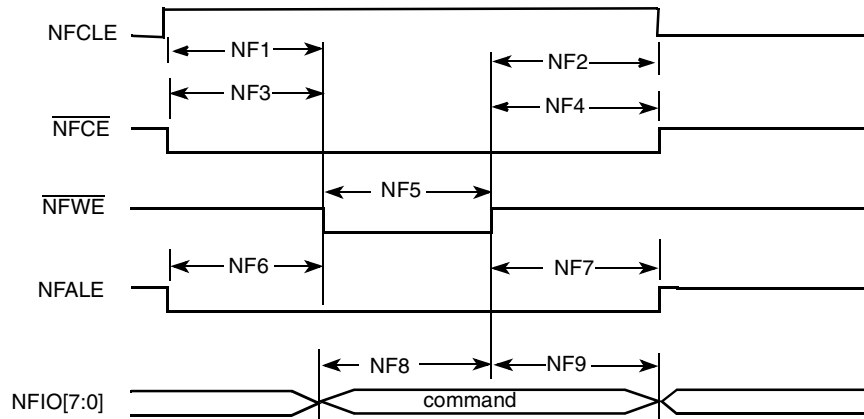 NFCLE
NF1 NF2
NF3 NF4
NFCE
NF5
NFWE
NF6 NF7
NFALE
NF8 NF9
NFIO[7:0] command